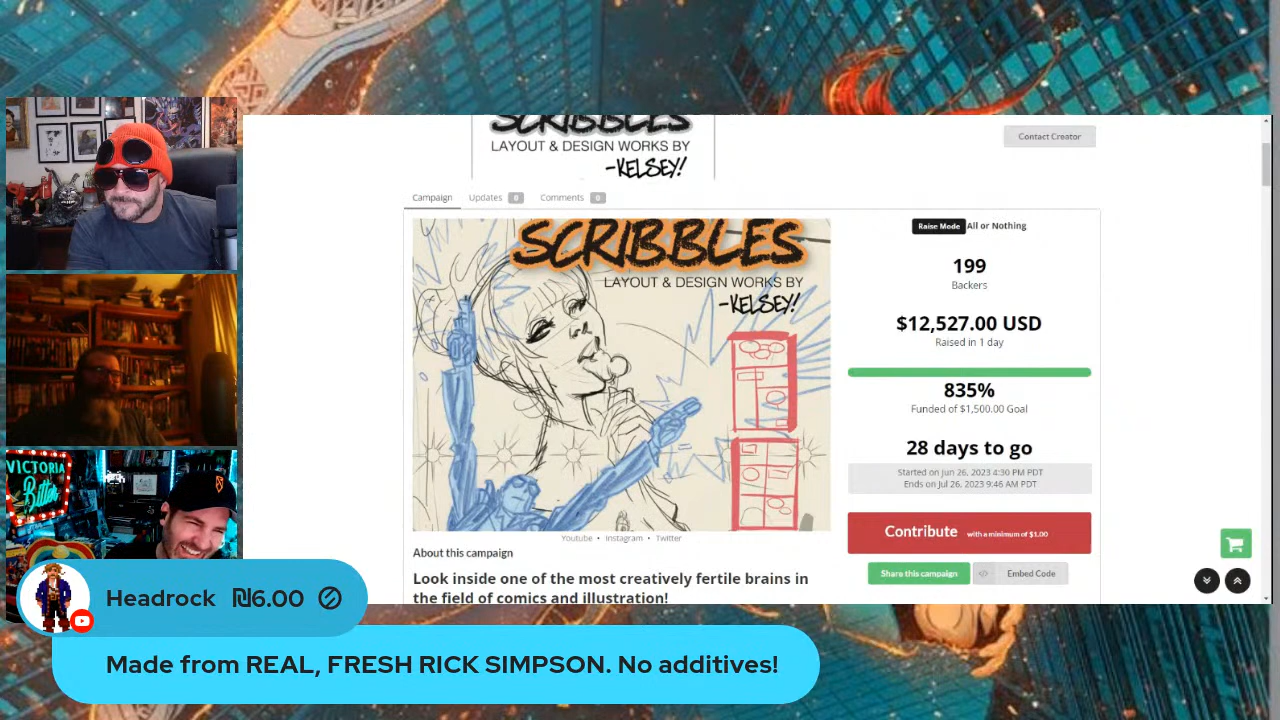 SCRIBBLES
LAYOUT & DESIGN WORKS BY
-KELSEY!
Contact Creator
Campaign Updates 0 Comments 0
SCRIBBLES
LAYOUT & DESIGN WORKS BY
-KELSEY!
Raise Mode All or Nothing
199
Backers
$12,527.00 USD
Raised in 1 day
835%
Funded of $1,500.00 Goal
28 days to go
Started on Jun 26, 2023 4:30 PM PDT
Ends on Jul 26, 2023 9:46 AM PDT
Contribute with a minimum of $1.00
Share this campaign </> Embed Code
Youtube • Instagram • Twitter
About this campaign
Look inside one of the most creatively fertile brains in
the field of comics and illustration!
VICTORIA
Bitter
Headrock ₪6.00
Made from REAL, FRESH RICK SIMPSON. No additives!